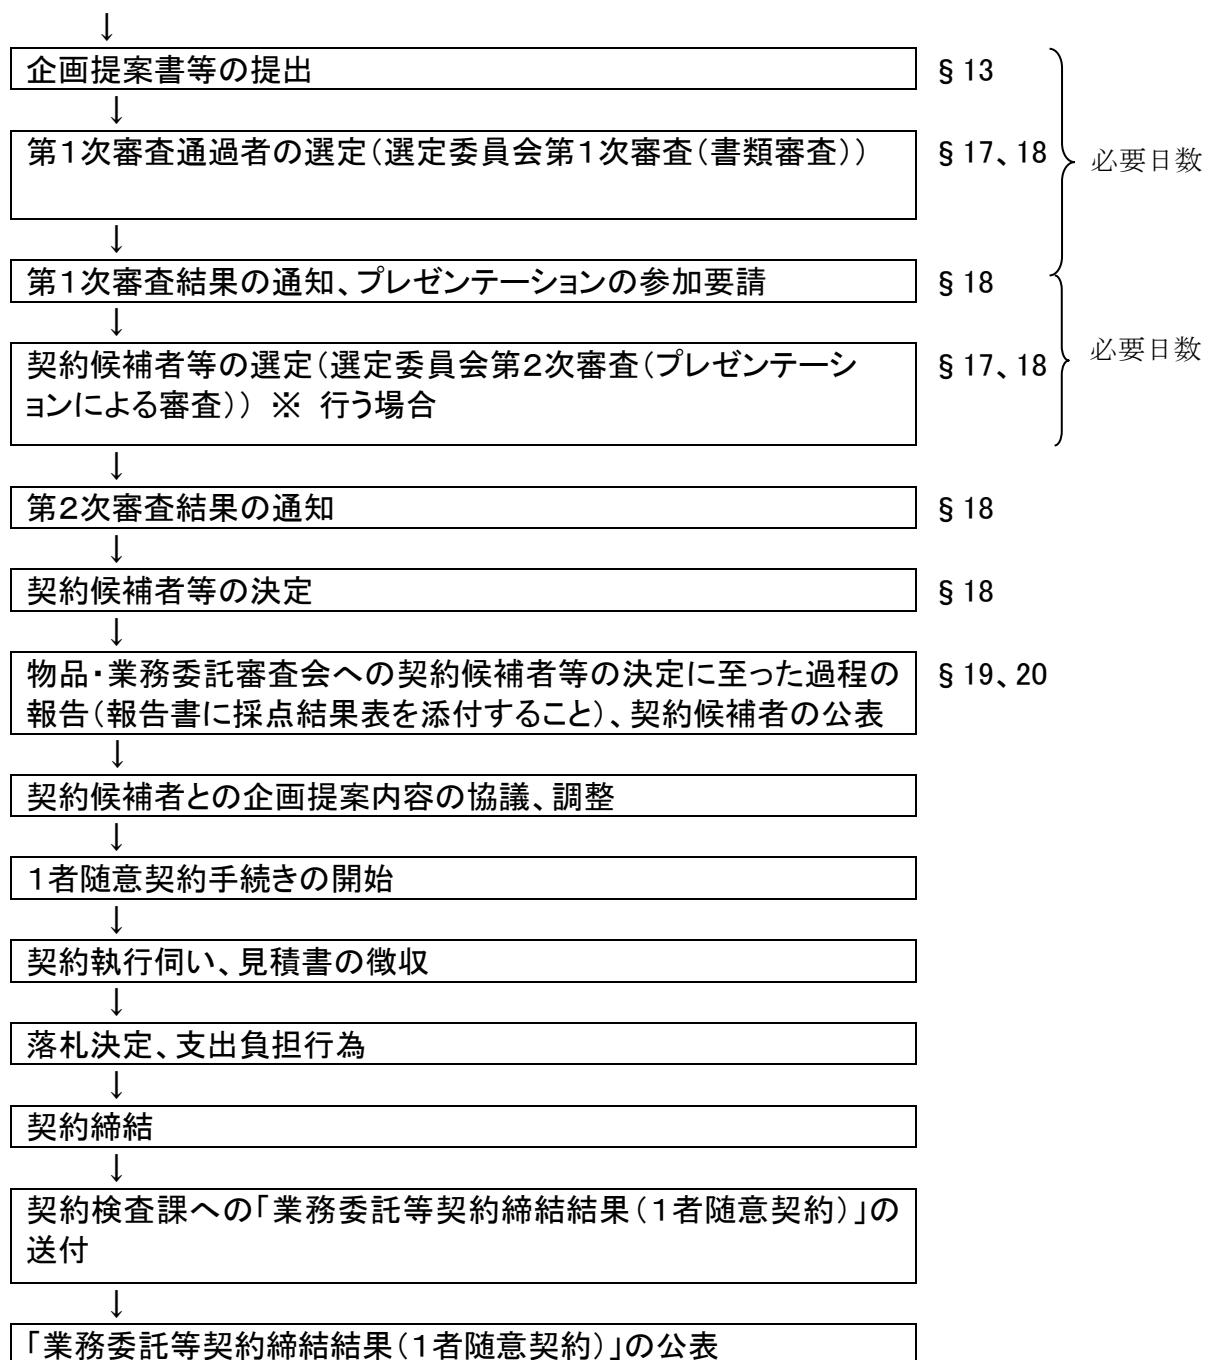 ↓
企画提案書等の提出 §13
↓
第1次審査通過者の選定(選定委員会第1次審査(書類審査)) §17、18
必要日数
↓
第1次審査結果の通知、プレゼンテーションの参加要請 §18
↓
契約候補者等の選定(選定委員会第2次審査(プレゼンテーシ §17、18
必要日数
ョンによる審査)) ※ 行う場合
↓
第2次審査結果の通知 §18
↓
契約候補者等の決定 §18
↓
物品・業務委託審査会への契約候補者等の決定に至った過程の §19、20
報告(報告書に採点結果表を添付すること)、契約候補者の公表
↓
契約候補者との企画提案内容の協議、調整
↓
1者随意契約手続きの開始
↓
契約執行伺い、見積書の徴収
↓
落札決定、支出負担行為
↓
契約締結
↓
契約検査課への「業務委託等契約締結結果(1者随意契約)」の
送付
↓
「業務委託等契約締結結果(1者随意契約)」の公表